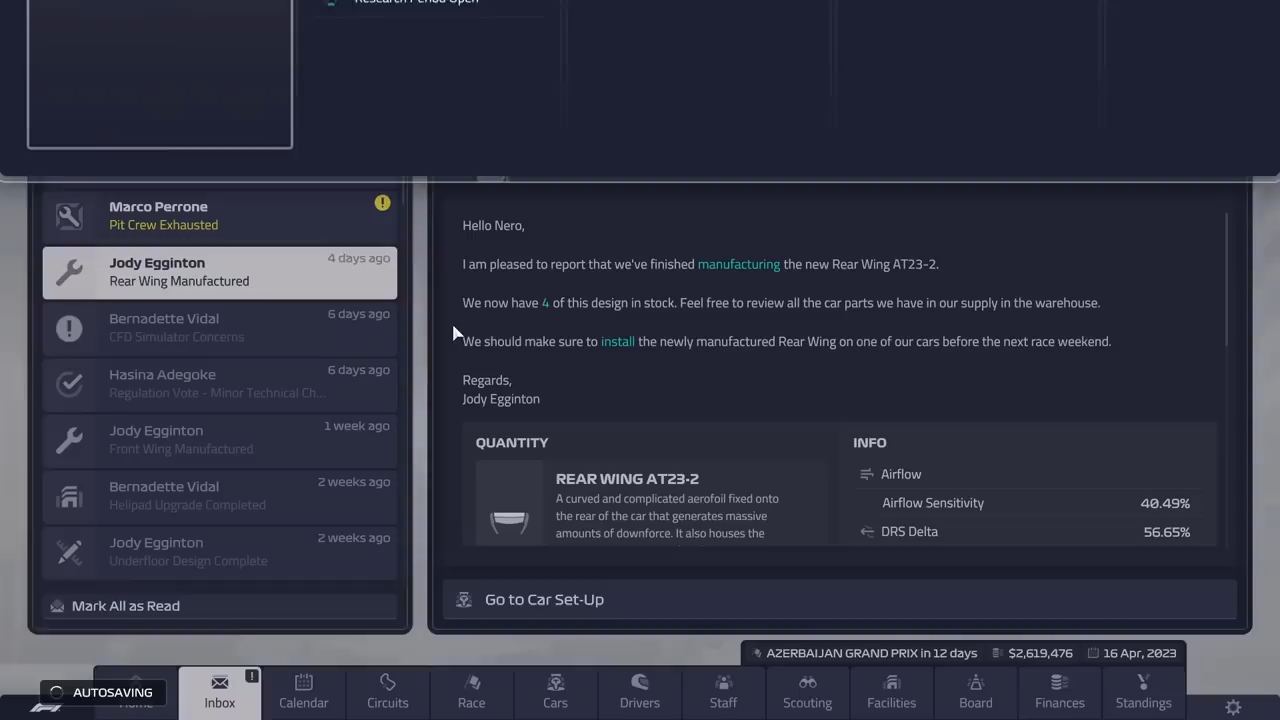 Research Period Open
Marco Perrone
Pit Crew Exhausted
Jody Egginton
4 days ago
Rear Wing Manufactured
Bernadette Vidal
6 days ago
CFD Simulator Concerns
Hasina Adegoke
6 days ago
Regulation Vote - Minor Technical Ch...
Jody Egginton
1 week ago
Front Wing Manufactured
Bernadette Vidal
2 weeks ago
Helipad Upgrade Completed
Jody Egginton
2 weeks ago
Underfloor Design Complete
Mark All as Read
Hello Nero,
I am pleased to report that we've finished manufacturing the new Rear Wing AT23-2.
We now have 4 of this design in stock. Feel free to review all the car parts we have in our supply in the warehouse.
We should make sure to install the newly manufactured Rear Wing on one of our cars before the next race weekend.
Regards,
Jody Egginton
QUANTITY
REAR WING AT23-2
A curved and complicated aerofoil fixed onto
the rear of the car that generates massive
amounts of downforce. It also houses the
INFO
Airflow
Airflow Sensitivity 40.49%
DRS Delta 56.65%
Go to Car Set-Up
AZERBAIJAN GRAND PRIX in 12 days $2,619,476 16 Apr, 2023
AUTOSAVING
Home
Inbox
Calendar
Circuits
Race
Cars
Drivers
Staff
Scouting
Facilities
Board
Finances
Standings